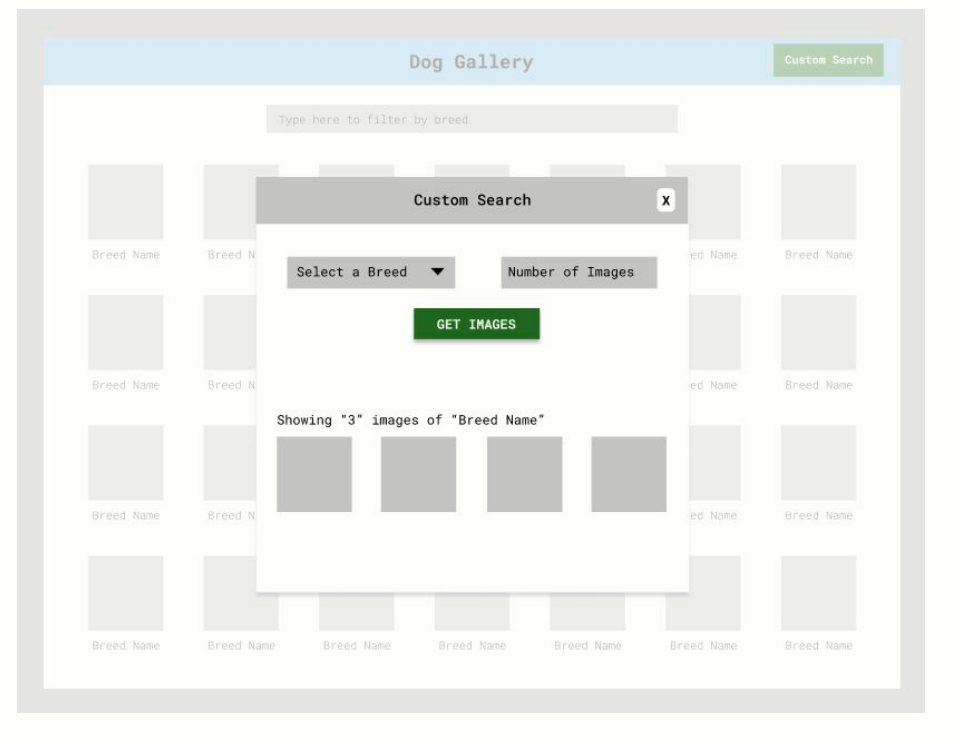 Dog Gallery
Custom Search
Type here to filter by breed
Custom Search
X
Breed Name
Breed N
ed Name
Breed Name
Select a Breed
Number of Images
GET IMAGES
Breed Name
Breed N
ed Name
Breed Name
Showing "3" images of "Breed Name"
Breed Name
Breed N
ed Name
Breed Name
Breed Name
Breed Name
Breed Name
Breed Name
Breed Name
Breed Name
Breed Name